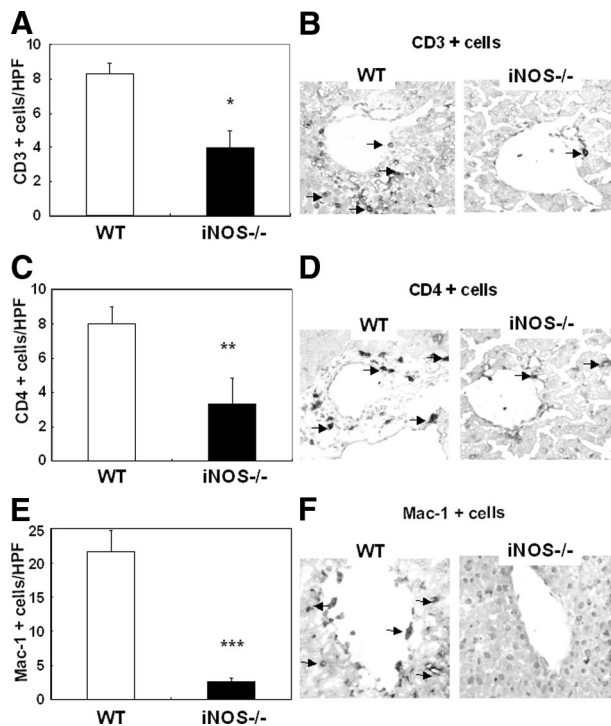 A
CD3 + cells/HPF
10
8
6
4
2
0
*
WT
iNOS-/-
B
CD3 + cells
WT
iNOS-/-
C
CD4 + cells/HPF
10
8
6
4
2
0
**
WT
iNOS-/-
D
CD4 + cells
WT
iNOS-/-
E
Mac-1 + cells/HPF
25
20
15
10
5
0
***
WT
iNOS-/-
F
Mac-1 + cells
WT
iNOS-/-